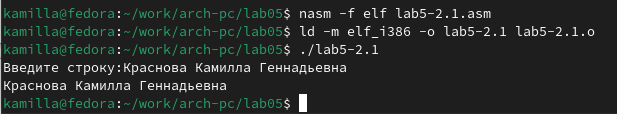 kamilla@fedora:~/work/arch-pc/lab05$ nasm -f elf lab5-2.1.asm
kamilla@fedora:~/work/arch-pc/lab05$ ld -m elf_i386 -o lab5-2.1 lab5-2.1.o
kamilla@fedora:~/work/arch-pc/lab05$ ./lab5-2.1
Введите строку:Краснова Камилла Геннадьевна
Краснова Камилла Геннадьевна
kamilla@fedora:~/work/arch-pc/lab05$